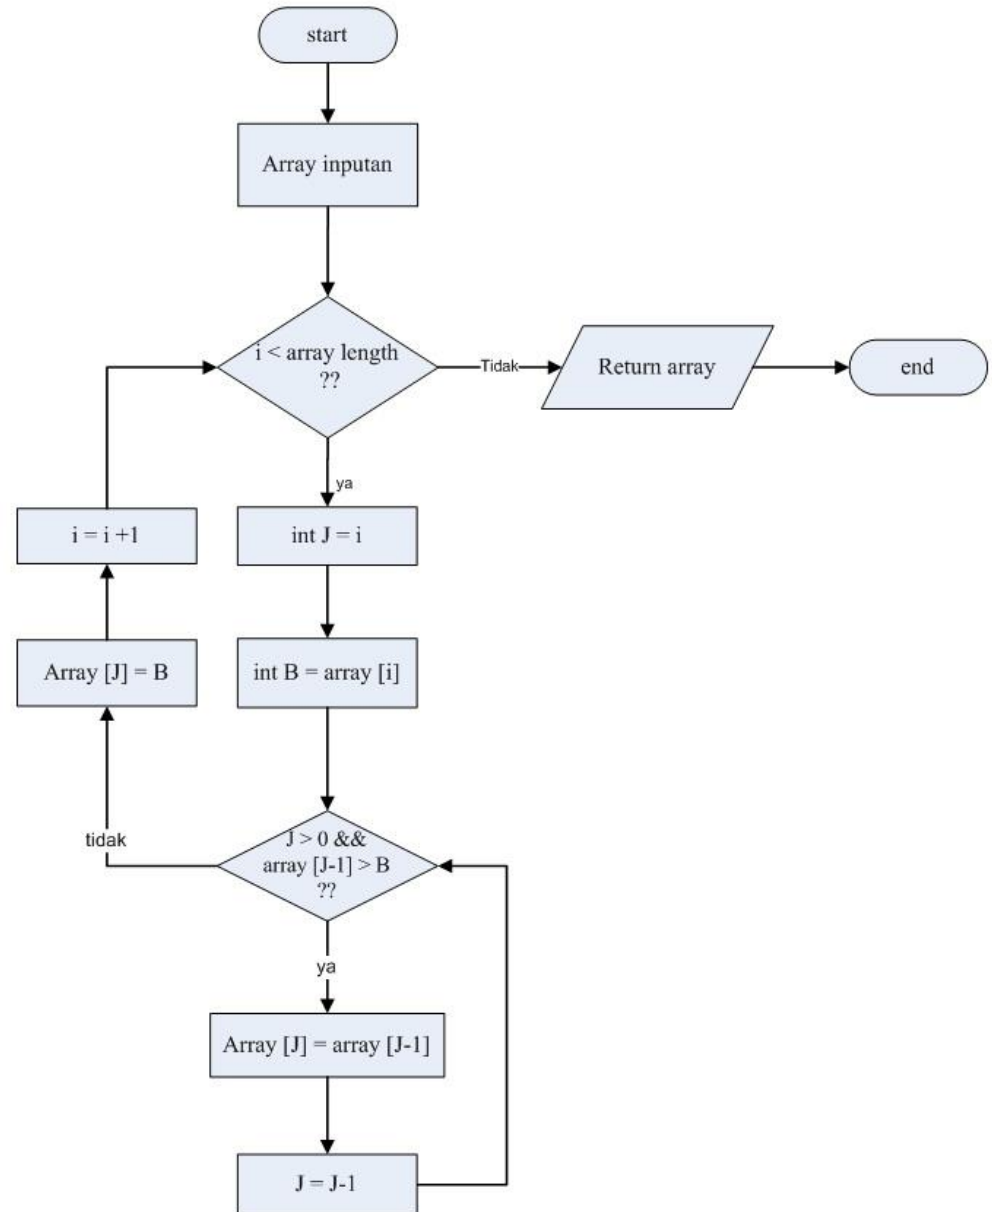 start
Array inputan
i < array length
??
Tidak
Return array
end
ya
int J = i
int B = array [i]
J > 0 &&
array [J-1] > B
??
tidak
Array [J] = B
i = i +1
ya
Array [J] = array [J-1]
J = J-1